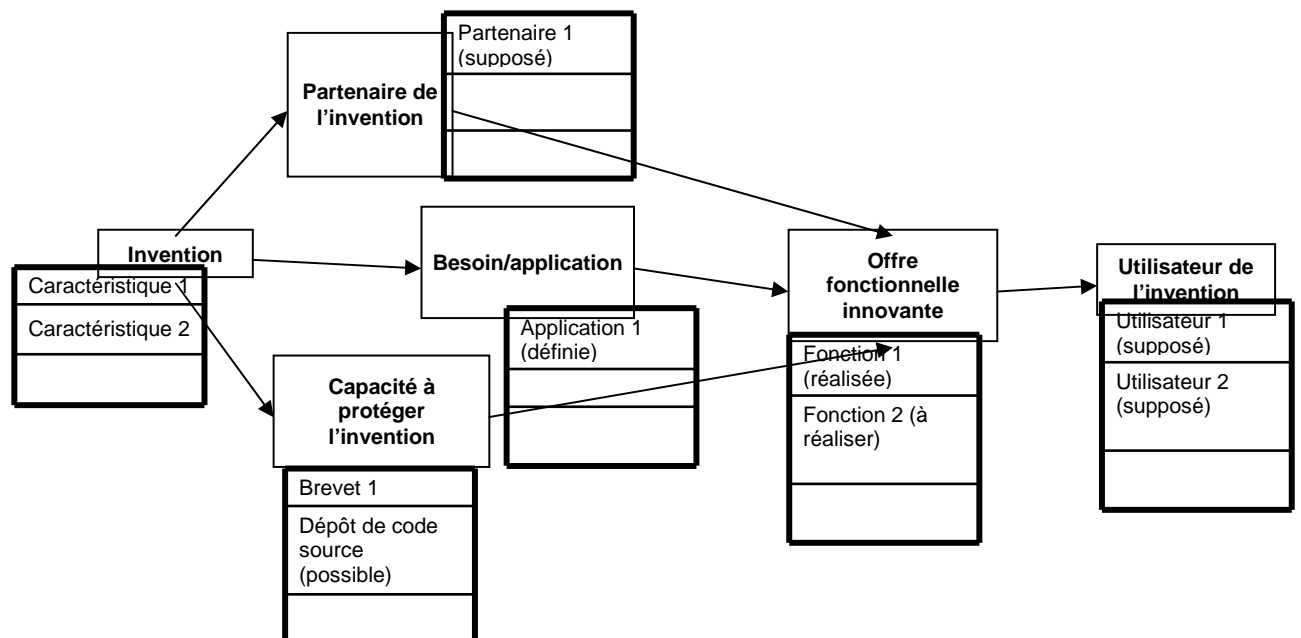 Partenaire 1
(supposé)
Partenaire de
l’invention
Invention
Caractéristique 1
Caractéristique 2
Besoin/application
Application 1
(définie)
Capacité à
protéger
l’invention
Brevet 1
Dépôt de code
source
(possible)
Offre
fonctionnelle
innovante
Fonction 1
(réalisée)
Fonction 2 (à
réaliser)
Utilisateur de
l’invention
Utilisateur 1
(supposé)
Utilisateur 2
(supposé)